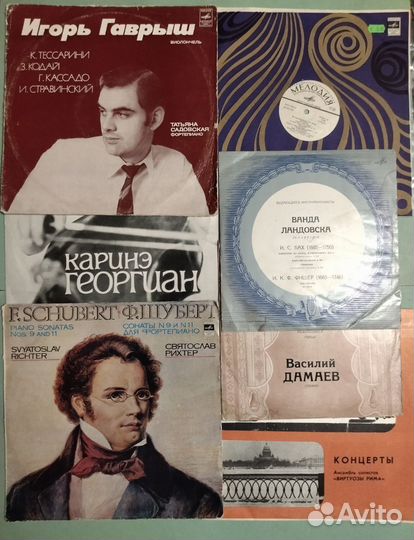 Игорь Гаврыш
ВИОЛОНЧЕЛЬ
К. ТЕССАРИНИ
З. КОДАЙ
Г. КАССАДО
И. СТРАВИНСКИЙ
ТАТЬЯНА
САДОВСКАЯ
ФОРТЕПИАНО
МЕЛОДИЯ
КАРИНЭ
ГЕОРГИАН
ВАНДА
ЛАНДОВСКА
И. С. БАХ (1685—1750)
И. К. Ф. ФИШЕР
F. SCHUBERT Ф. ШУБЕРТ
PIANO SONATAS
NOS. 9 AND 11
СОНАТЫ N 9 И N 11
ДЛЯ ФОРТЕПИАНО
SVYATOSLAV
RICHTER
СВЯТОСЛАВ
РИХТЕР
Василий
ДАМАЕВ
КОНЦЕРТЫ
Ансамбль солистов
«ВИРТУОЗЫ РИМА»
Avito